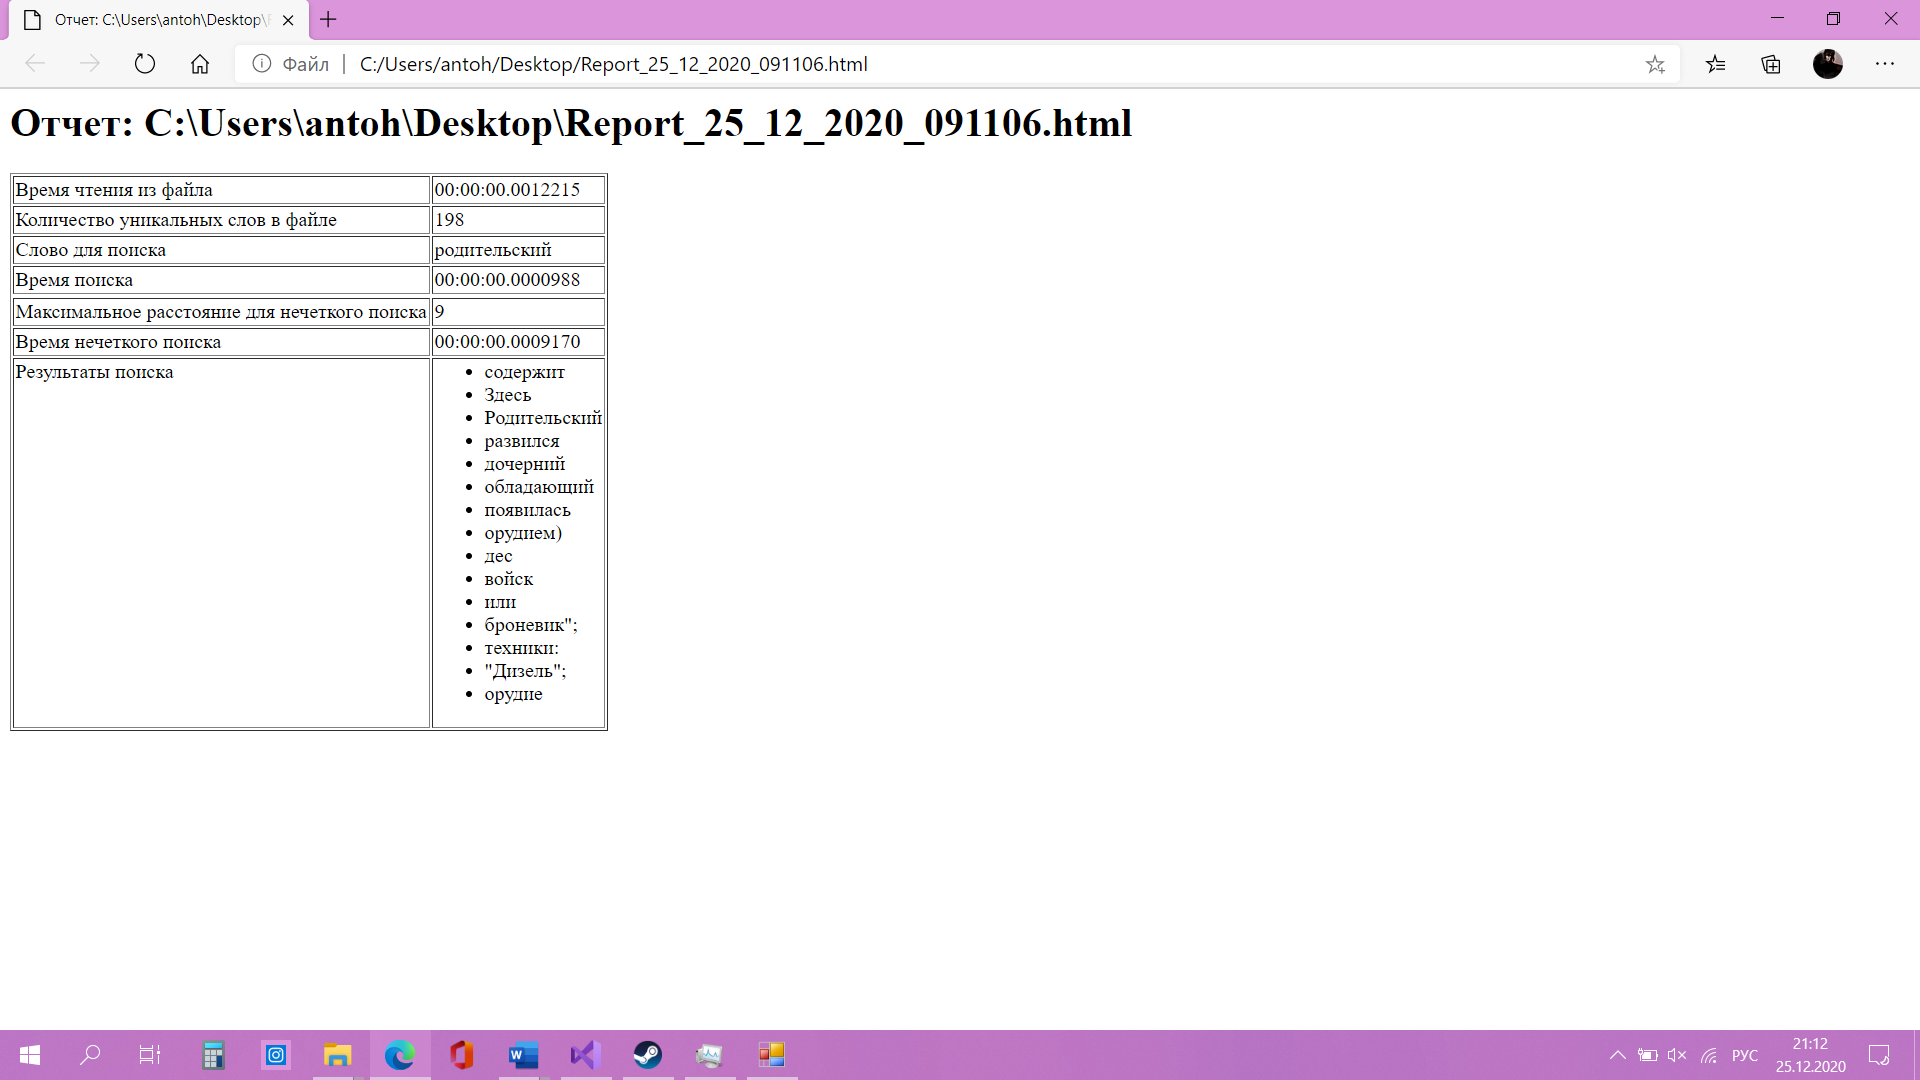 Отчет: C:\Users\antoh\Desktop\F
Файл | C:/Users/antoh/Desktop/Report_25_12_2020_091106.html
Отчет: C:\Users\antoh\Desktop\Report_25_12_2020_091106.html
Время чтения из файла 00:00:00.0012215
Количество уникальных слов в файле 198
Слово для поиска родительский
Время поиска 00:00:00.0000988
Максимальное расстояние для нечеткого поиска 9
Время нечеткого поиска 00:00:00.0009170
Результаты поиска
содержит
Здесь
Родительский
развился
дочерний
обладающий
появилась
орудием)
дес
войск
или
броневик";
техники:
"Дизель";
орудие
РУС
21:12
25.12.2020